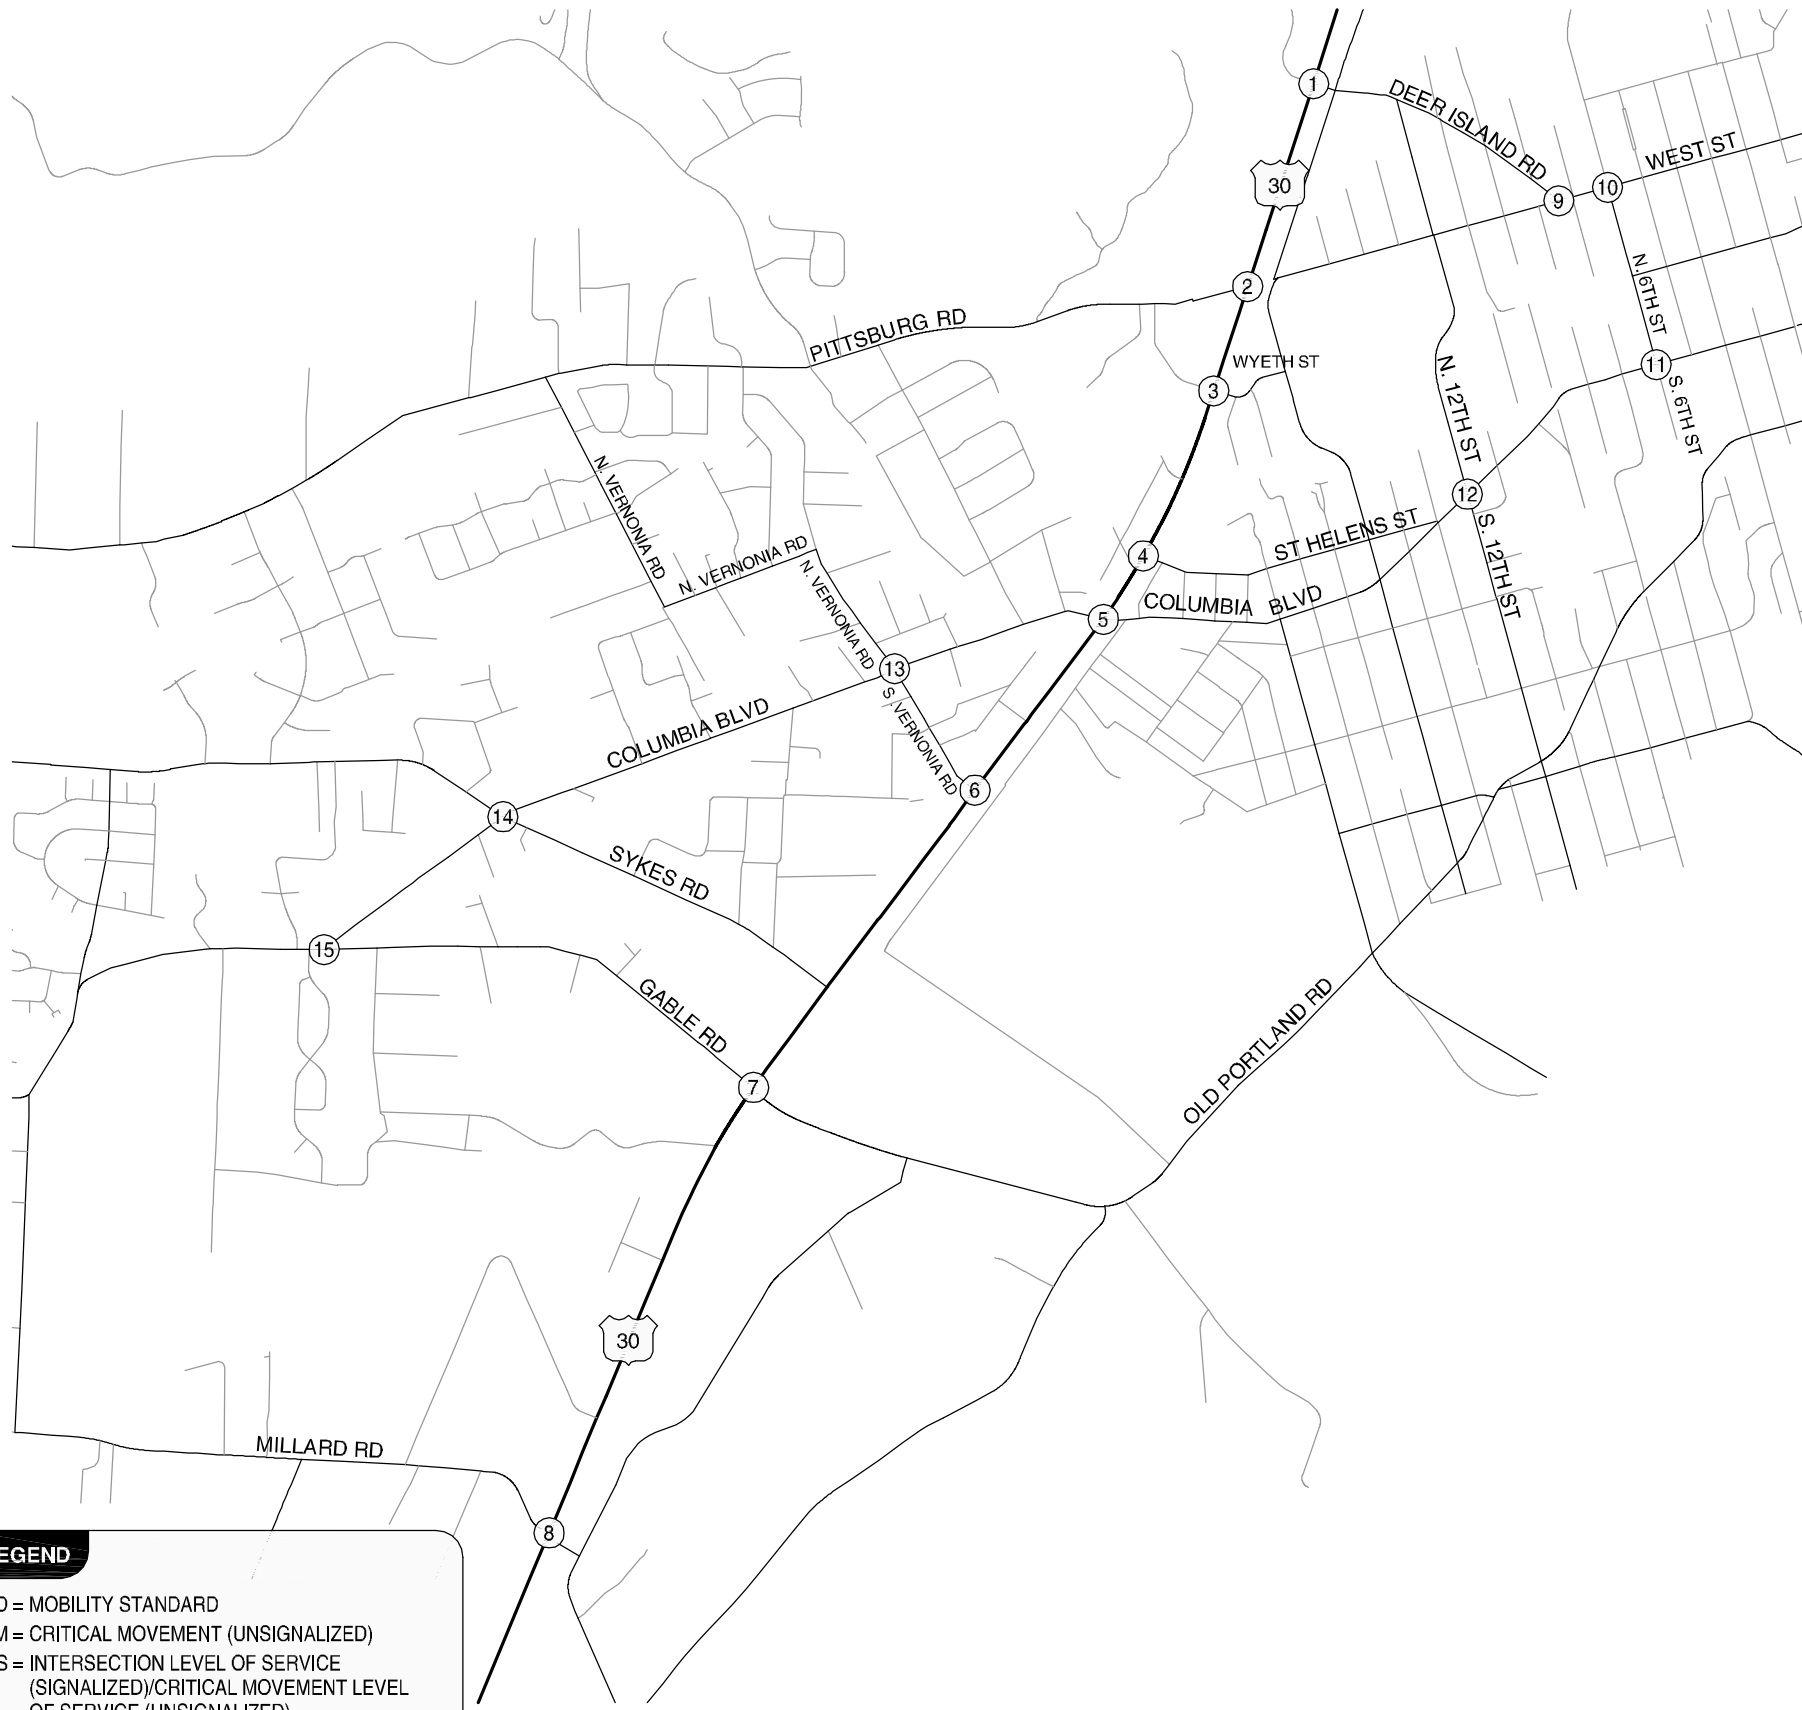 1
DEER ISLAND RD
WEST ST
30
10
9
2
N. 6TH ST
PITTSBURG RD
WYETH ST
3
11
N. 12TH ST
S. 6TH ST
N. VERNONIA RD
12
ST HELENS ST
S. 12TH ST
N. VERNONIA RD
4
N. VERNONIA RD
COLUMBIA BLVD
5
13
S. VERNONIA RD
COLUMBIA BLVD
6
14
SYKES RD
15
GABLE RD
OLD PORTLAND RD
7
30
MILLARD RD
8
EGEND
= MOBILITY STANDARD
M = CRITICAL MOVEMENT (UNSIGNALIZED)
S = INTERSECTION LEVEL OF SERVICE
(SIGNALIZED)/CRITICAL MOVEMENT LEVEL
OF SERVICE (UNSIGNALIZED)